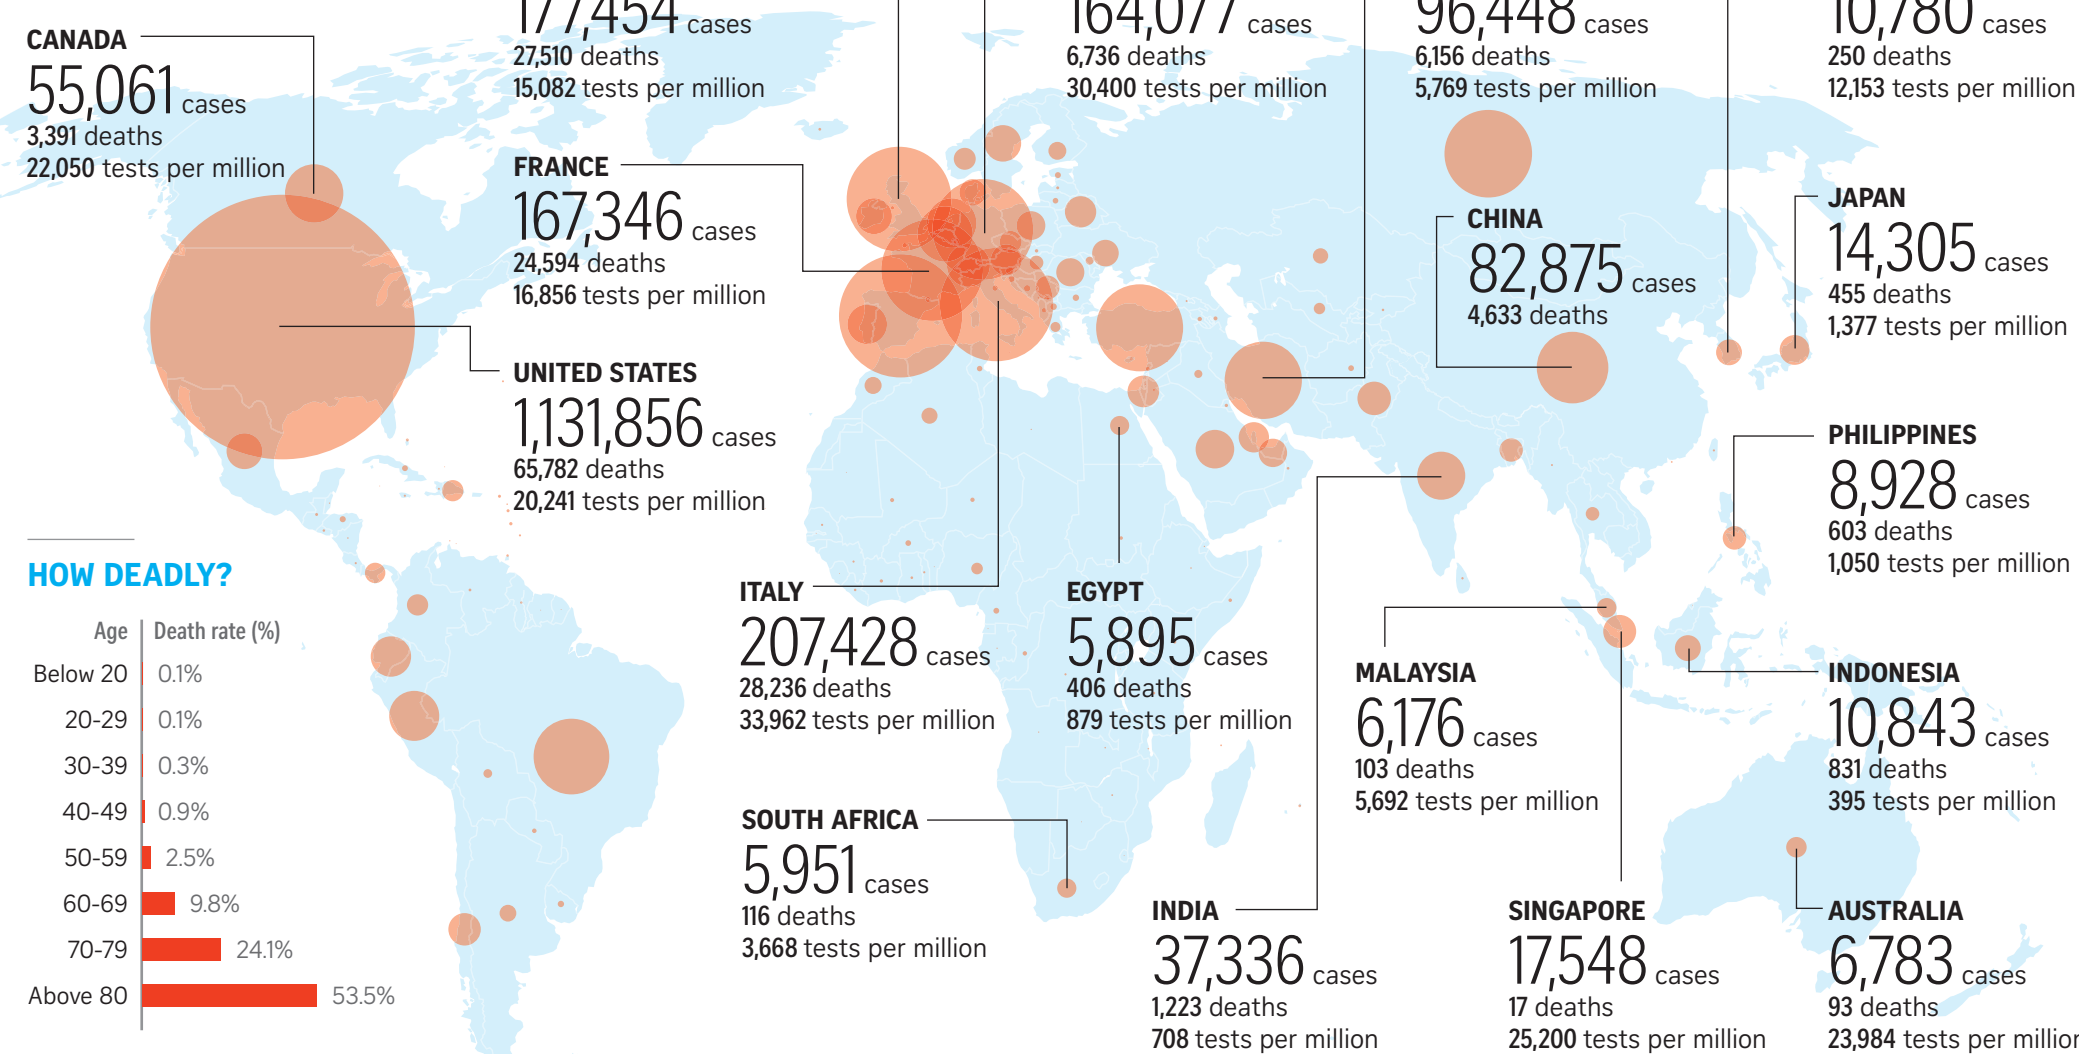 CANADA
55,061 cases
3,391 deaths
22,050 tests per million
177,454 cases
27,510 deaths
15,082 tests per million
164,077 cases
6,736 deaths
30,400 tests per million
96,448 cases
6,156 deaths
5,769 tests per million
10,780 cases
250 deaths
12,153 tests per million
FRANCE
167,346 cases
24,594 deaths
16,856 tests per million
UNITED STATES
1,131,856 cases
65,782 deaths
20,241 tests per million
CHINA
82,875 cases
4,633 deaths
JAPAN
14,305 cases
455 deaths
1,377 tests per million
PHILIPPINES
8,928 cases
603 deaths
1,050 tests per million
HOW DEADLY?
Age Death rate (%)
Below 20 0.1%
20-29 0.1%
30-39 0.3%
40-49 0.9%
50-59 2.5%
60-69 9.8%
70-79 24.1%
Above 80 53.5%
ITALY
207,428 cases
28,236 deaths
33,962 tests per million
EGYPT
5,895 cases
406 deaths
879 tests per million
MALAYSIA
6,176 cases
103 deaths
5,692 tests per million
INDONESIA
10,843 cases
831 deaths
395 tests per million
SOUTH AFRICA
5,951 cases
116 deaths
3,668 tests per million
INDIA
37,336 cases
1,223 deaths
708 tests per million
SINGAPORE
17,548 cases
17 deaths
25,200 tests per million
AUSTRALIA
6,783 cases
93 deaths
23,984 tests per million